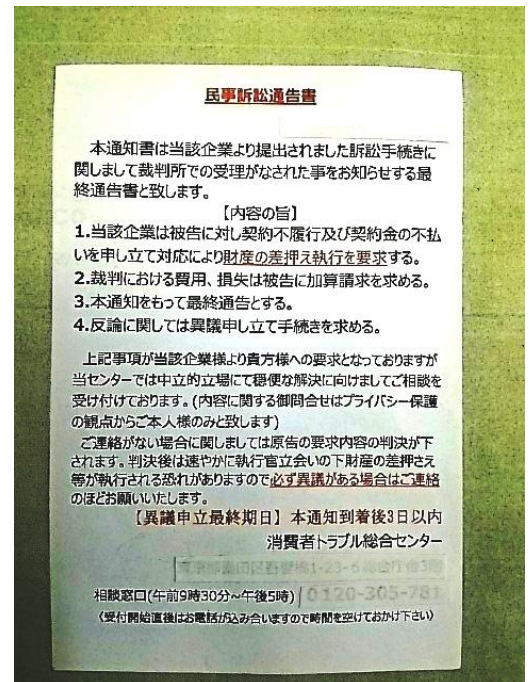 民事訴訟通告書
本通知書は当該企業より提出されました訴訟手続きに
関しまして裁判所での受理がなされた事をお知らせする最
終通告書と致します。
【内容の旨】
1.当該企業は被告に対し契約不履行及び契約金の不払
いを申し立て対応により財産の差押え執行を要求する。
2.裁判における費用、損失は被告に加算請求を求める。
3.本通知をもって最終通告とする。
4.反論に関しては異議申し立て手続きを求める。
上記事項が当該企業様より貴方様への要求となっておりますが
当センターでは中立的立場にて穏便な解決に向けましてご相談を
受け付けております。(内容に関する御問合せはプライバシー保護
の観点からご本人様のみと致します)
ご連絡がない場合に関しましては原告の要求内容の判決が下
されます。判決後は速やかに執行官立会いの下財産の差押さえ
等が執行される恐れがありますので必ず異議がある場合はご連絡
のほどお願いいたします。
【異議申立最終期日】本通知到着後3日以内
消費者トラブル総合センター
1-23-6
相談窓口(午前9時30分~午後5時) 0120-305-781
(受付開始直後はお電話が込み合いますので時間を空けておかけ下さい)